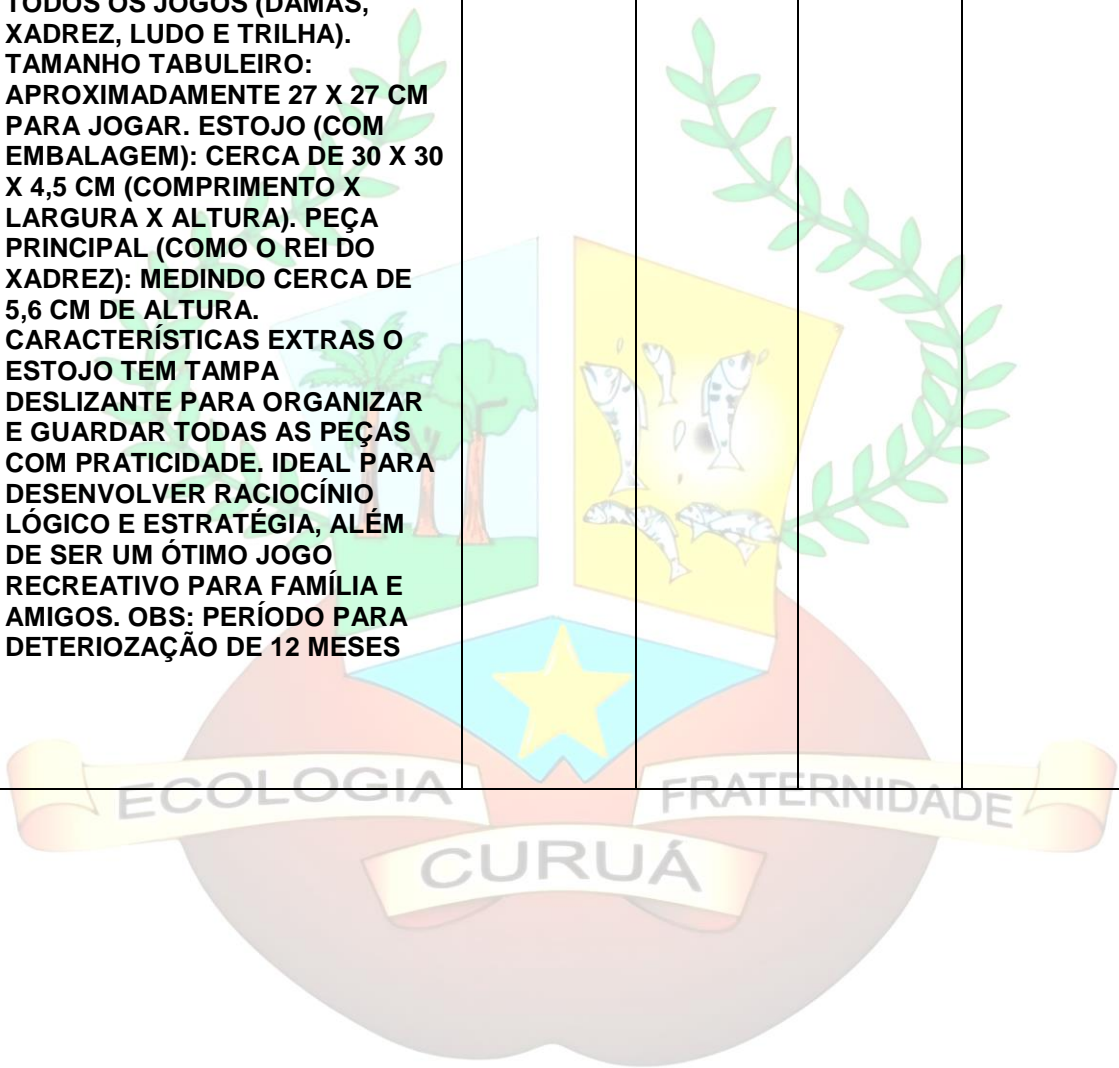 TODOS OS JOGOS (DAMAS,
XADREZ, LUDO E TRILHA).
TAMANHO TABULEIRO:
APROXIMADAMENTE 27 X 27 CM
PARA JOGAR. ESTOJO (COM
EMBALAGEM): CERCA DE 30 X 30
X 4,5 CM (COMPRIMENTO X
LARGURA X ALTURA). PEÇA
PRINCIPAL (COMO O REI DO
XADREZ): MEDINDO CERCA DE
5,6 CM DE ALTURA.
CARACTERÍSTICAS EXTRAS O
ESTOJO TEM TAMPA
DESLIZANTE PARA ORGANIZAR
E GUARDAR TODAS AS PEÇAS
COM PRATICIDADE. IDEAL PARA
DESENVOLVER RACIOCÍNIO
LÓGICO E ESTRATÉGIA, ALÉM
DE SER UM ÓTIMO JOGO
RECREATIVO PARA FAMÍLIA E
AMIGOS. OBS: PERÍODO PARA
DETERIOZAÇÃO DE 12 MESES
ECOLOGIA
FRATERNIDADE
CURUÁ